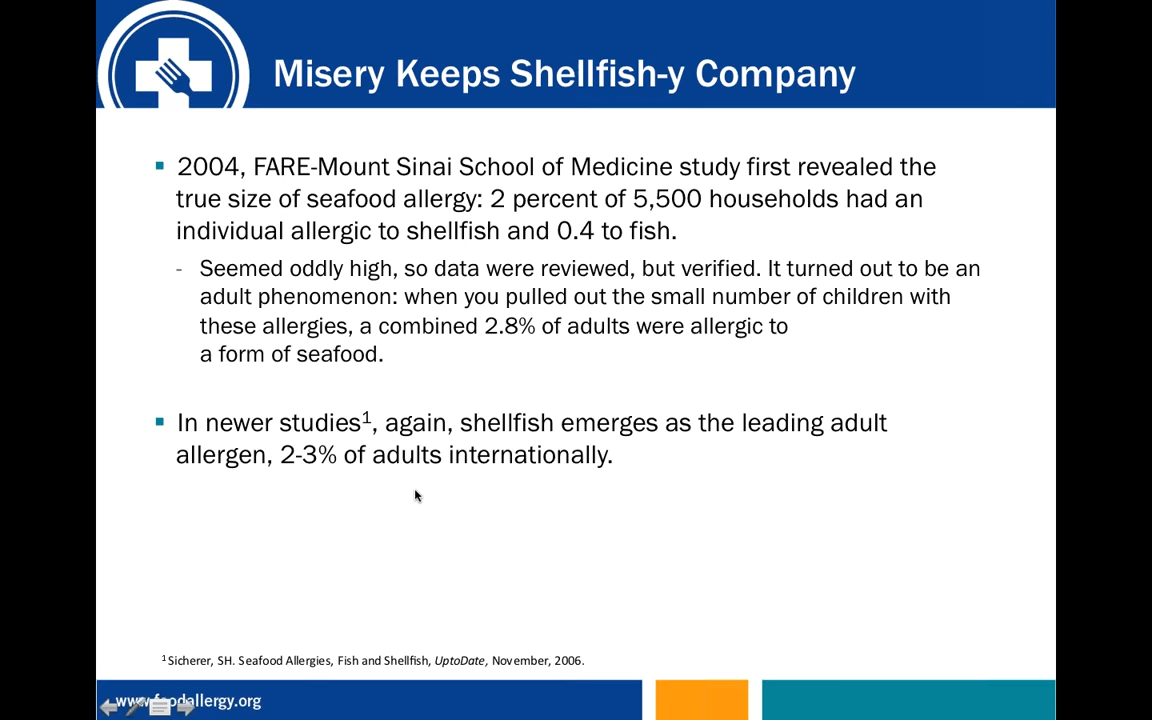 Misery Keeps Shellfish-y Company
2004, FARE-Mount Sinai School of Medicine study first revealed the
true size of seafood allergy: 2 percent of 5,500 households had an
individual allergic to shellfish and 0.4 to fish.
- Seemed oddly high, so data were reviewed, but verified. It turned out to be an
adult phenomenon: when you pulled out the small number of children with
these allergies, a combined 2.8% of adults were allergic to
a form of seafood.
In newer studies¹, again, shellfish emerges as the leading adult
allergen, 2-3% of adults internationally.
¹ Sicherer, SH. Seafood Allergies, Fish and Shellfish, UptoDate, November, 2006.
www.foodallergy.org